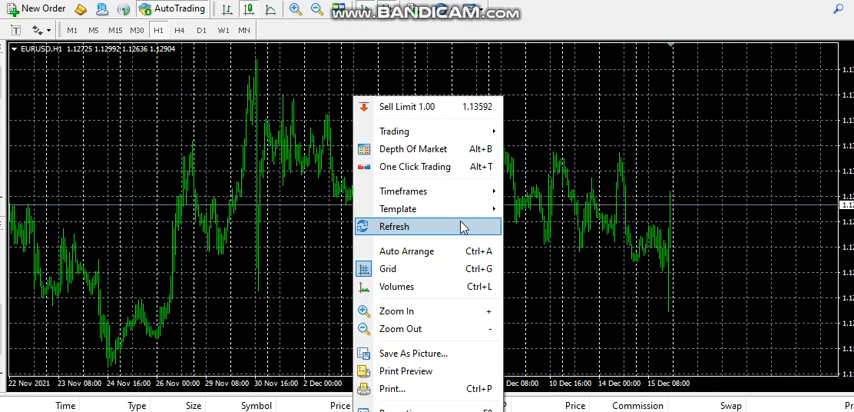 New Order
AutoTrading
www.BANDICAM.com
T
M1
M5
M15
M30
H1
H4
D1
W1
MN
EURUSD,H1 1.12725 1.12992 1.12636 1.12904
Sell Limit 1.00 1.13592
Trading
Depth Of Market Alt+B
One Click Trading Alt+T
Timeframes
Template
Refresh
Auto Arrange Ctrl+A
Grid Ctrl+G
Volumes Ctrl+L
Zoom In +
Zoom Out -
Save As Picture...
Print Preview
Print... Ctrl+P
22 Nov 2021
23 Nov 08:00
24 Nov 16:00
26 Nov 00:00
29 Nov 08:00
30 Nov 16:00
2 Dec 00:00
Dec 08:00
10 Dec 16:00
14 Dec 00:00
15 Dec 08:00
Time
Type
Size
Symbol
Price
Price
Commission
Swap